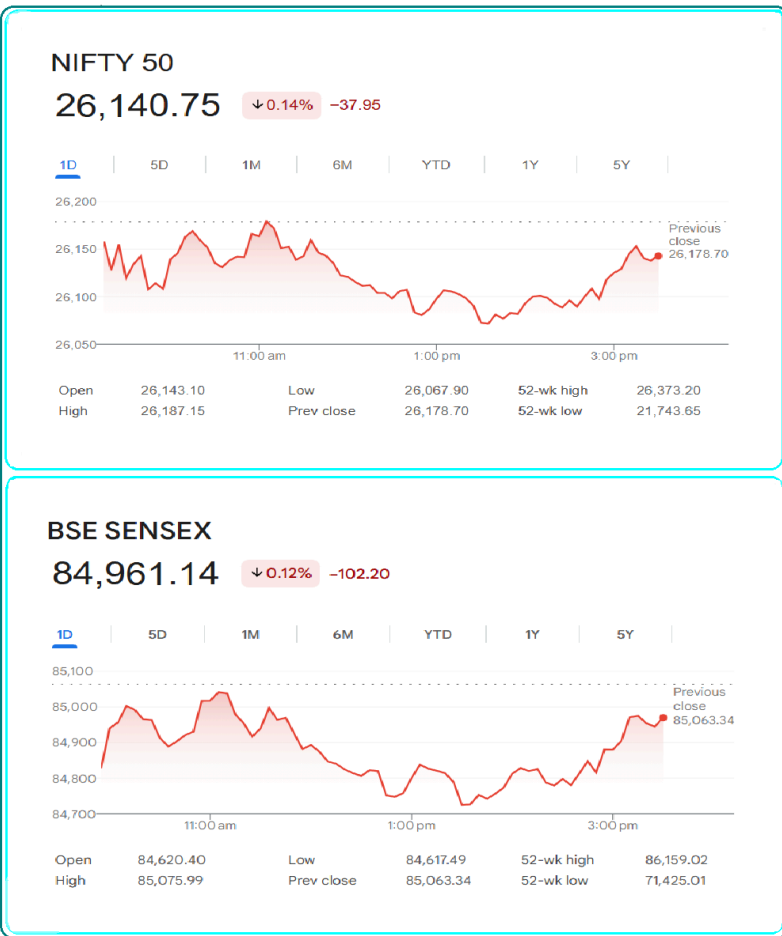 NIFTY 50
26,140.75 ↓0.14% −37.95
1D 5D 1M 6M YTD 1Y 5Y
26,200
Previous
close
26,178.70
26,150
26,100
26,050
11:00 am 1:00 pm 3:00 pm
Open 26,143.10 Low 26,067.90 52-wk high 26,373.20
High 26,187.15 Prev close 26,178.70 52-wk low 21,743.65
BSE SENSEX
84,961.14 ↓0.12% −102.20
1D 5D 1M 6M YTD 1Y 5Y
85,100
Previous
close
85,063.34
85,000
84,900
84,800
84,700
11:00 am 1:00 pm 3:00 pm
Open 84,620.40 Low 84,617.49 52-wk high 86,159.02
High 85,075.99 Prev close 85,063.34 52-wk low 71,425.01